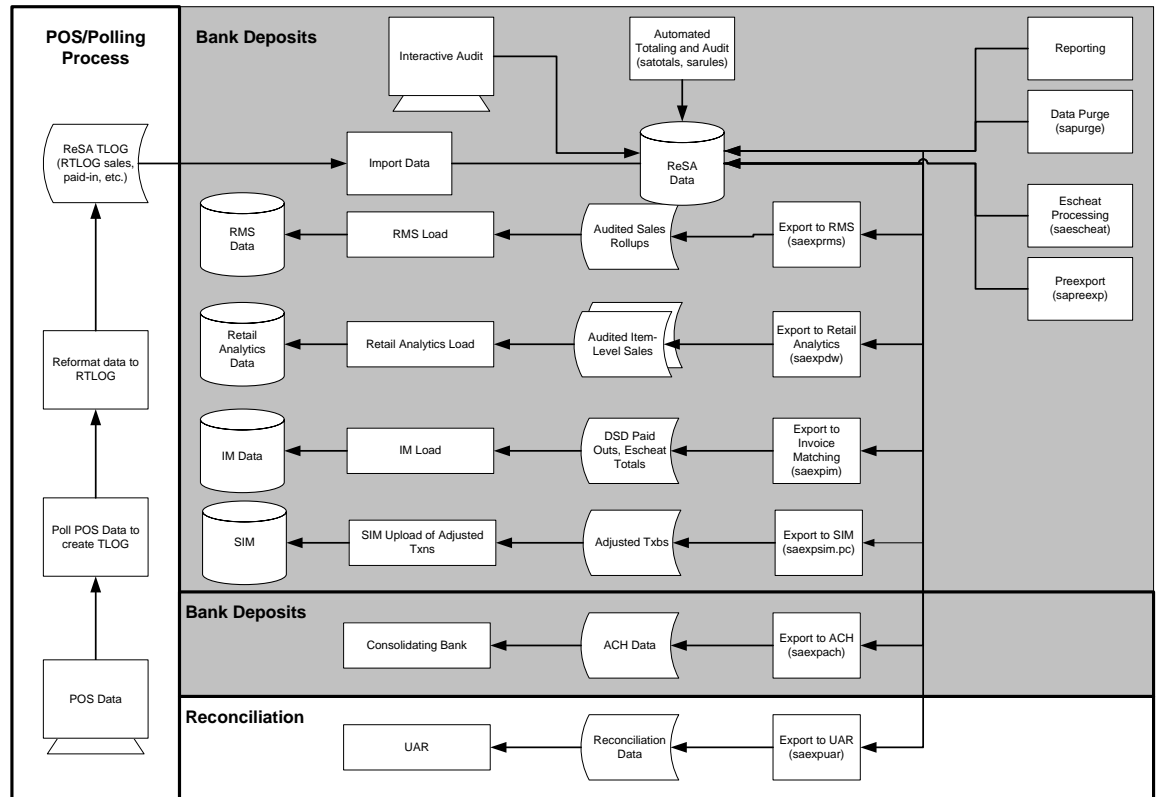 POS/Polling
Process
ReSA TLOG
(RTLOG sales,
paid-in, etc.)
Reformat data to
RTLOG
Poll POS Data to
create TLOG
POS Data
Bank Deposits
Interactive Audit
Automated
Totaling and Audit
(satotals, sarules)
Reporting
Data Purge
(sapurge)
Import Data
ReSA
Data
Escheat
Processing
(saescheat)
Preexport
(sapreexp)
RMS
Data
RMS Load
Audited Sales
Rollups
Export to RMS
(saexprms)
Retail
Analytics
Data
Retail Analytics Load
Audited Item-
Level Sales
Export to Retail
Analytics
(saexpdw)
IM Data
IM Load
DSD Paid
Outs, Escheat
Totals
Export to
Invoice
Matching
(saexpim)
SIM
SIM Upload of Adjusted
Txns
Adjusted Txbs
Export to SIM
(saexpsim.pc)
Bank Deposits
Consolidating Bank
ACH Data
Export to ACH
(saexpach)
Reconciliation
UAR
Reconciliation
Data
Export to UAR
(saexpuar)